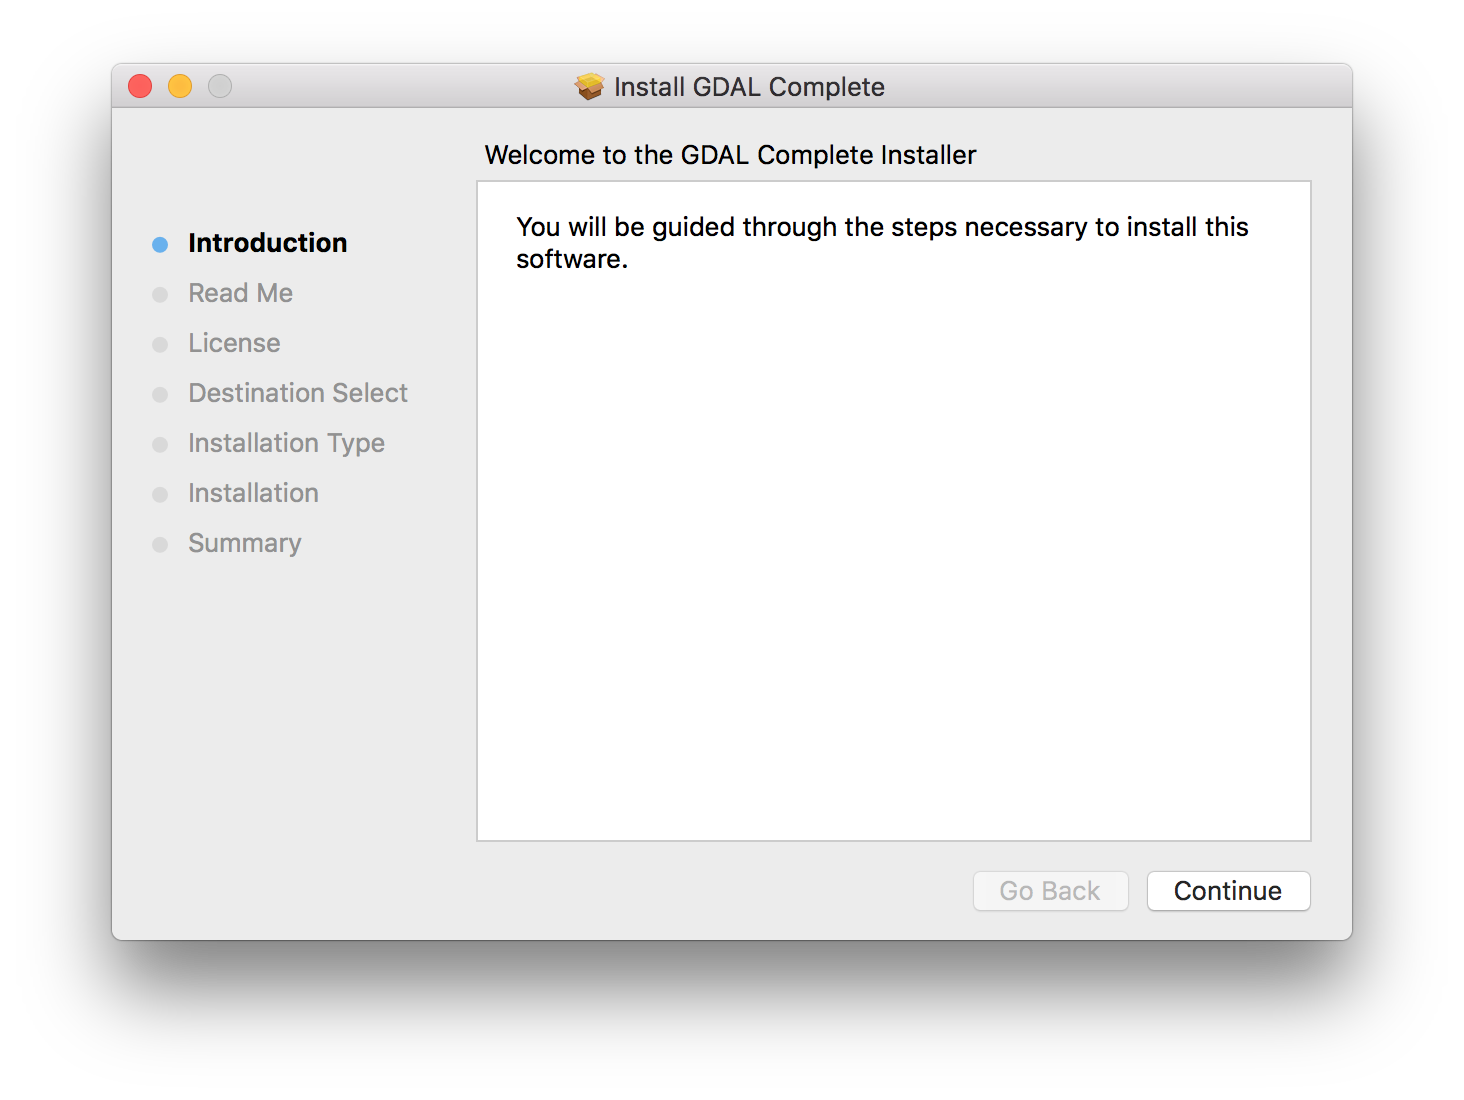 Install GDAL Complete
Welcome to the GDAL Complete Installer
Introduction
Read Me
License
Destination Select
Installation Type
Installation
Summary
You will be guided through the steps necessary to install this
software.
Go Back
Continue